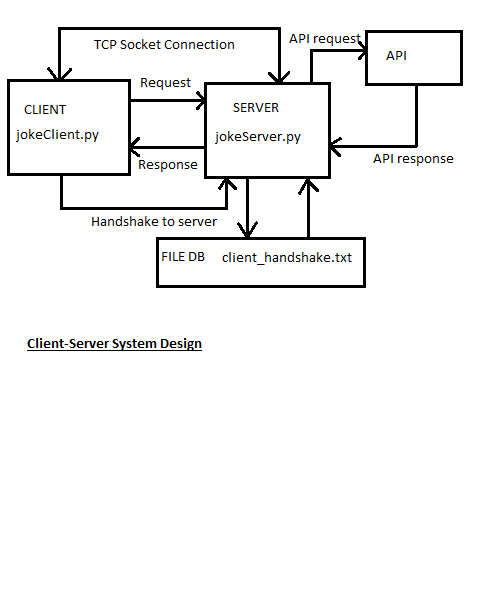 TCP Socket Connection
API request
API
Request
CLIENT
jokeClient.py
SERVER
jokeServer.py
Response
API response
Handshake to server
FILE DB client_handshake.txt
Client-Server System Design